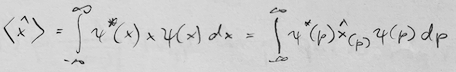 ⟨x̂⟩ = ∫_{-∞}^{∞} ψ*(x) x ψ(x) dx = ∫_{-∞}^{∞} ψ*(p) x̂_{(p)} ψ(p) dp